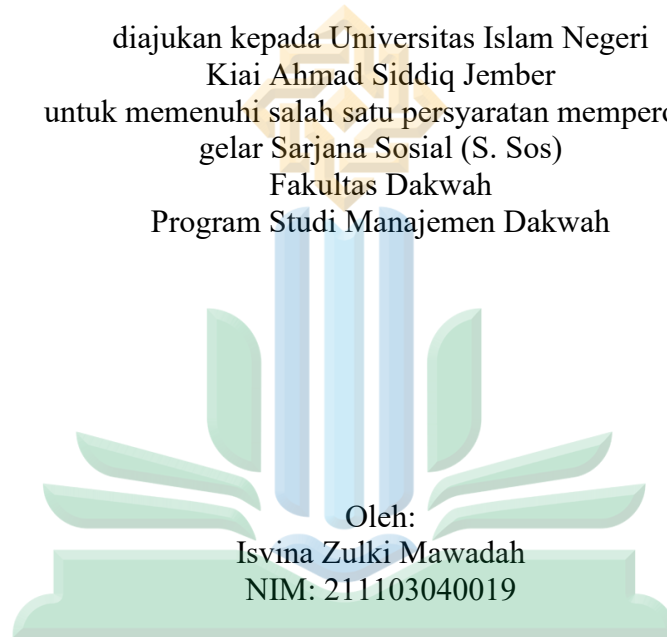 diajukan kepada Universitas Islam Negeri
Kiai Ahmad Siddiq Jember
untuk memenuhi salah satu persyaratan
gelar Sarjana Sosial (S. Sos)
Fakultas Dakwah
Program Studi Manajemen Dakwah
Oleh:
Isvina Zulki Mawadah
NIM: 211103040019